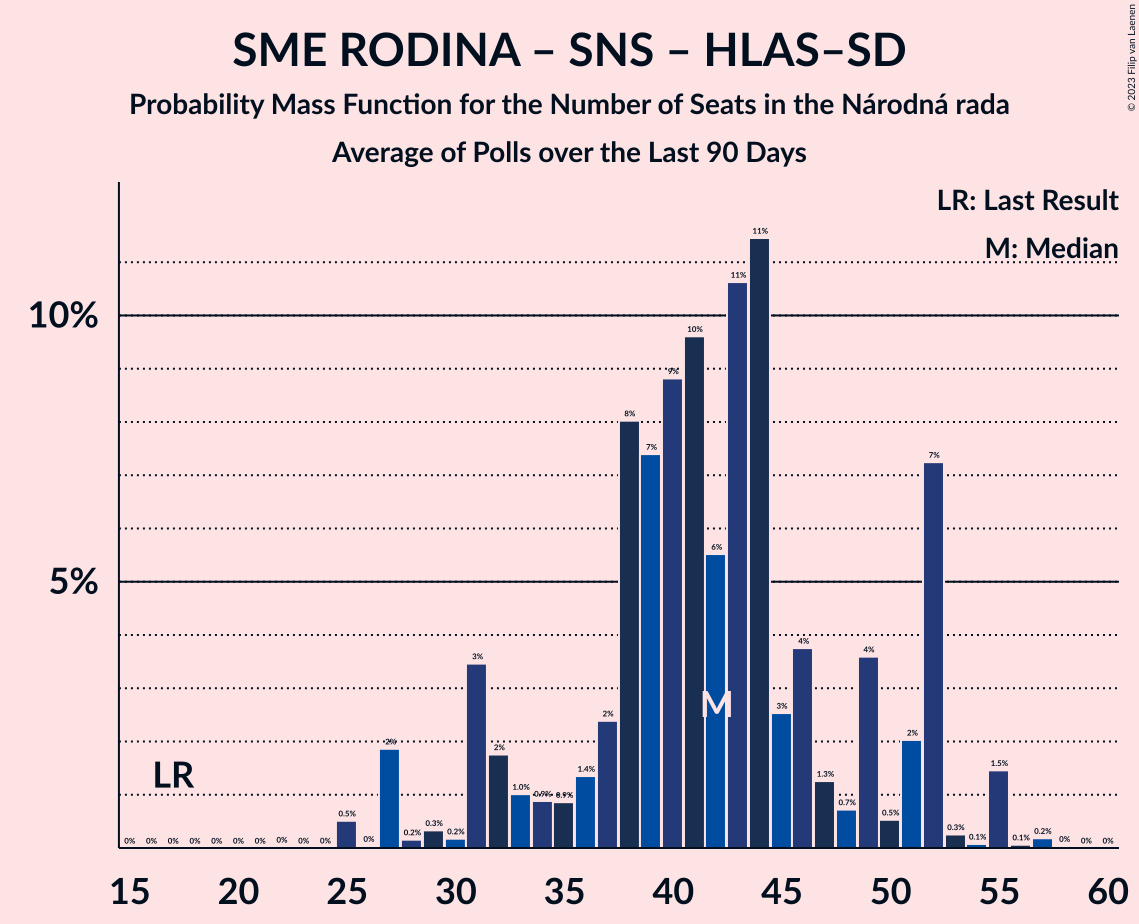 SME RODINA – SNS – HLAS–SD
Probability Mass Function for the Number of Seats in the Národná rada
Average of Polls over the Last 90 Days
© 2023 Filip van Laenen
LR: Last Result
M: Median
10%
5%
0% 0% 0% 0% 0% 0% 0% 0% 0% 0% 0.5% 0% 2% 0.2% 0.3% 0.2% 3% 2% 1.0% 0.9% 0.9% 1.4% 2% 8% 7% 9% 10% 6% 11% 11% 3% 4% 1.3% 0.7% 4% 0.5% 2% 7% 0.3% 0.1% 1.5% 0.1% 0.2% 0% 0% 0%
LR
M
15 20 25 30 35 40 45 50 55 60